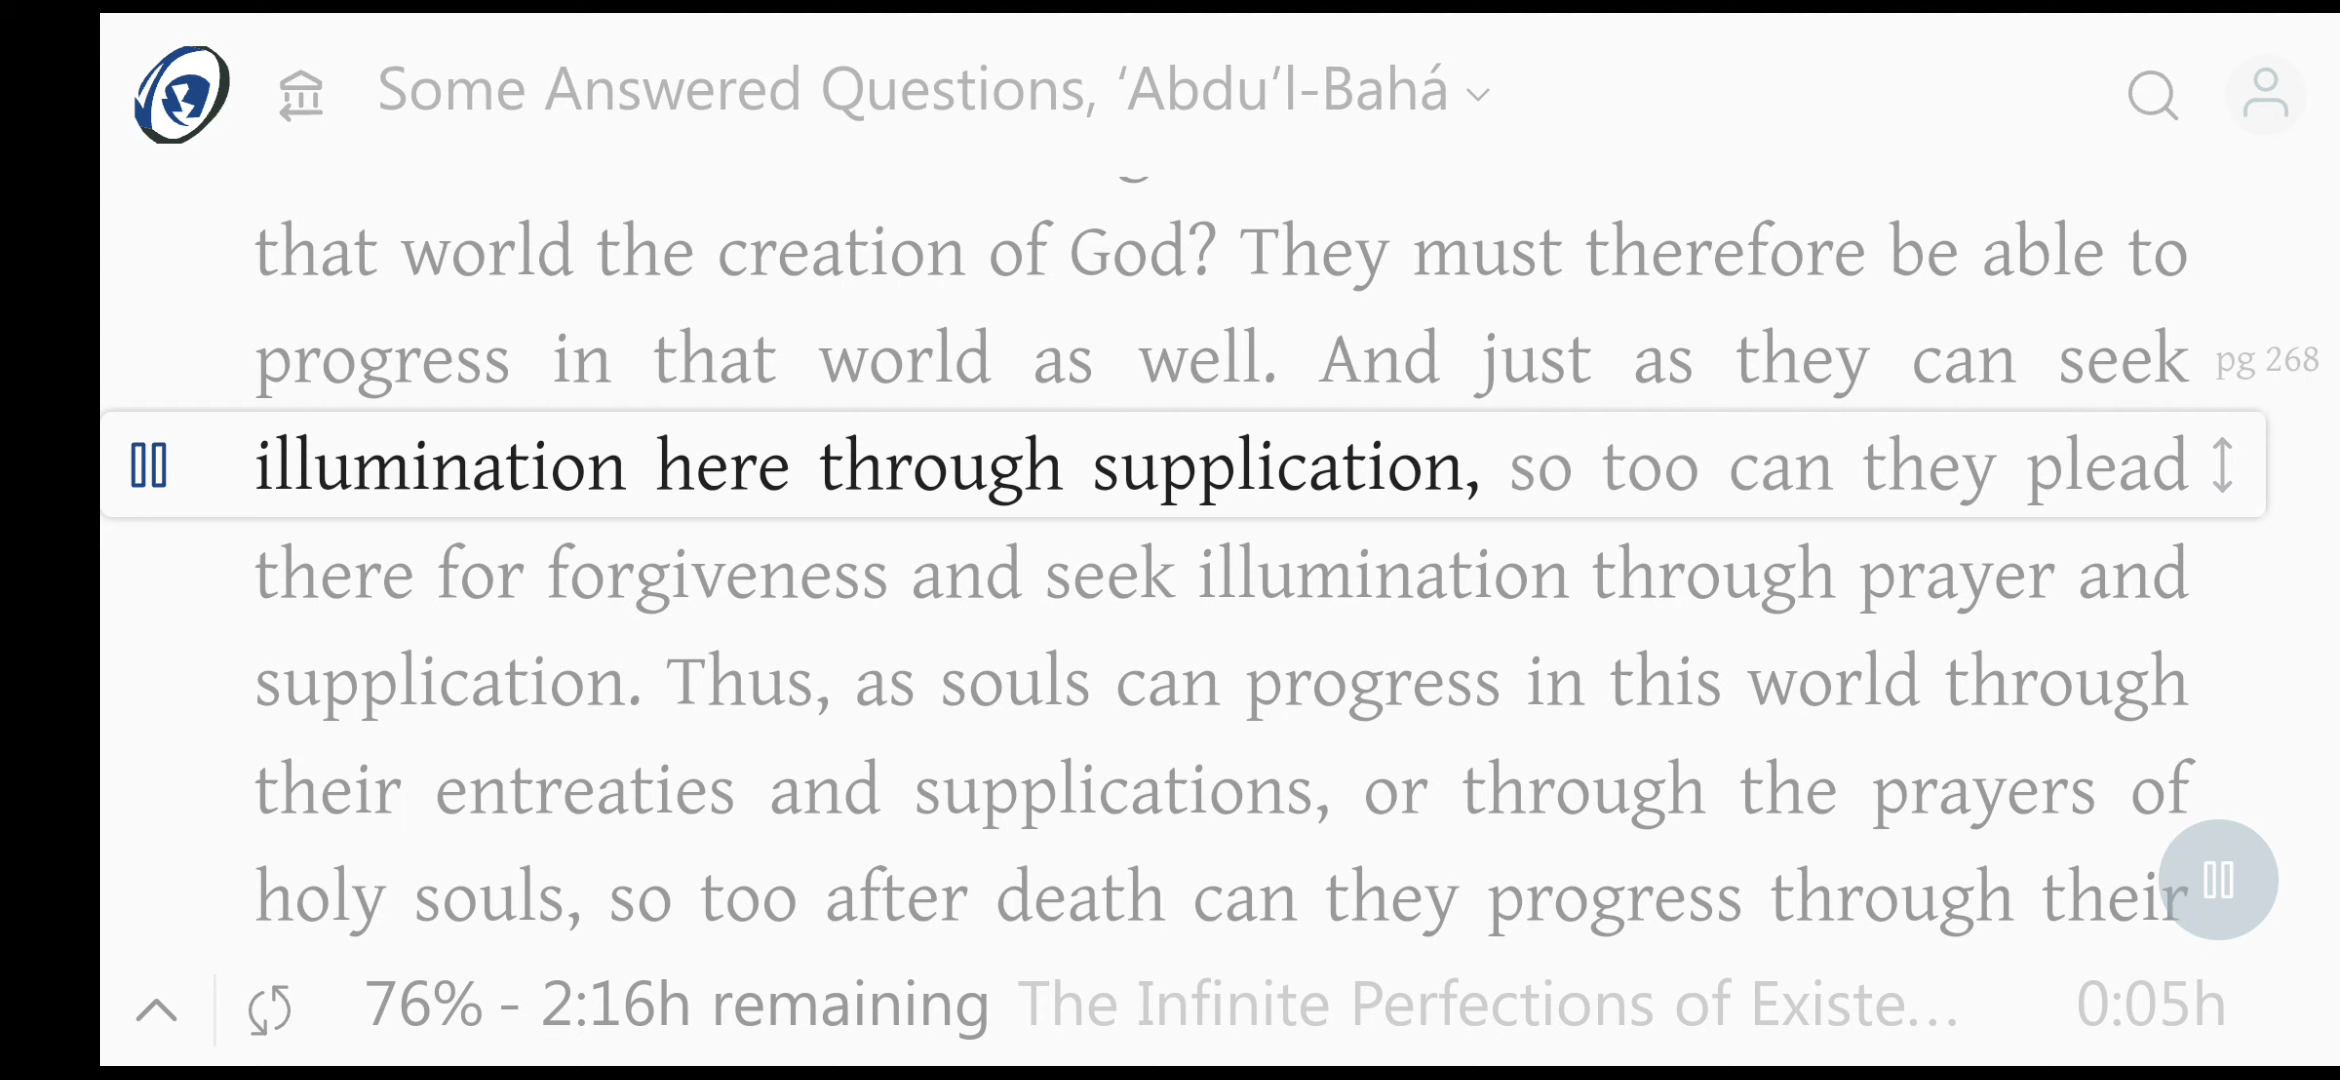 Some Answered Questions, ‘Abdu’l-Bahá
that world the creation of God? They must therefore be able to
progress in that world as well. And just as they can seek
pg 268
illumination here through supplication, so too can they plead
there for forgiveness and seek illumination through prayer and
supplication. Thus, as souls can progress in this world through
their entreaties and supplications, or through the prayers of
holy souls, so too after death can they progress through their
76% - 2:16h remaining The Infinite Perfections of Existe... 0:05h